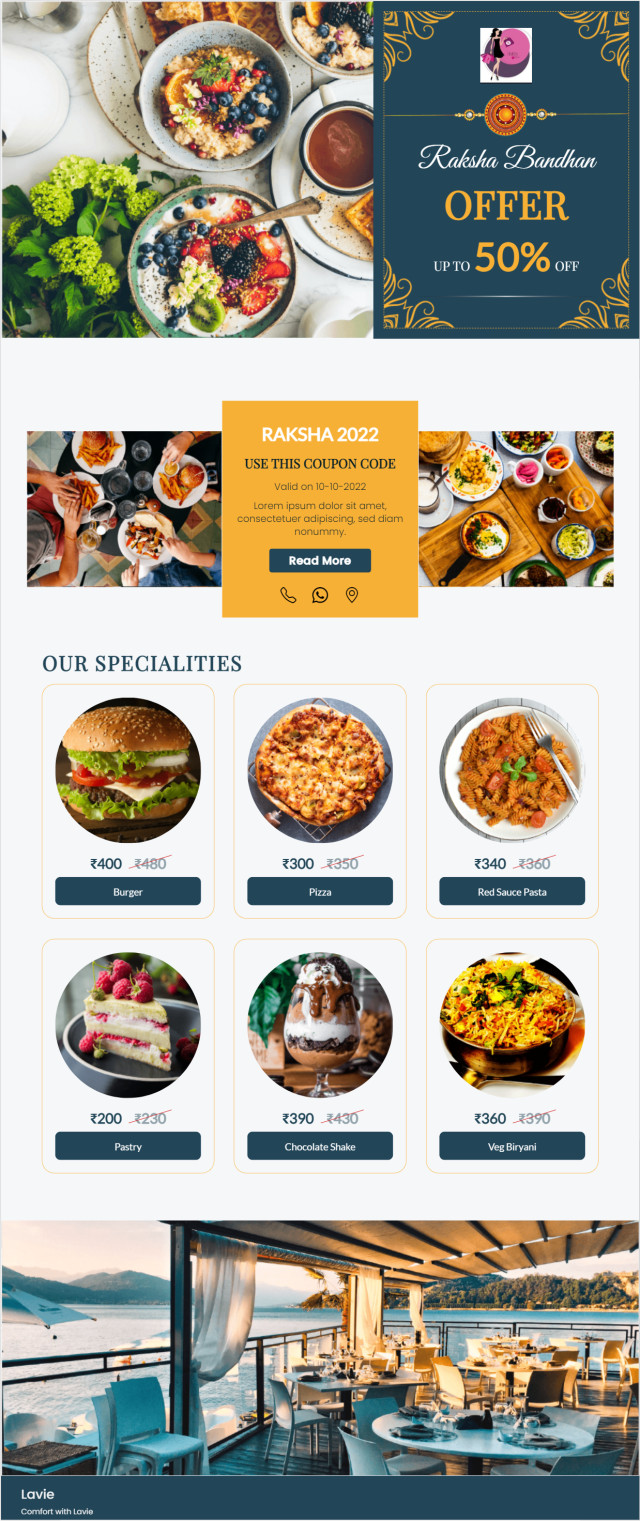 Raksha Bandhan
OFFER
UP TO 50% OFF
RAKSHA 2022
USE THIS COUPON CODE
Valid on 10-10-2022
Lorem ipsum dolor sit amet,
consectetuer adipiscing, sed diam
nonummy.
Read More
OUR SPECIALITIES
₹400 ₹480
Burger
₹300 ₹350
Pizza
₹340 ₹360
Red Sauce Pasta
₹200 ₹230
Pastry
₹390 ₹430
Chocolate Shake
₹360 ₹390
Veg Biryani
Lavie
Comfort with Lavie